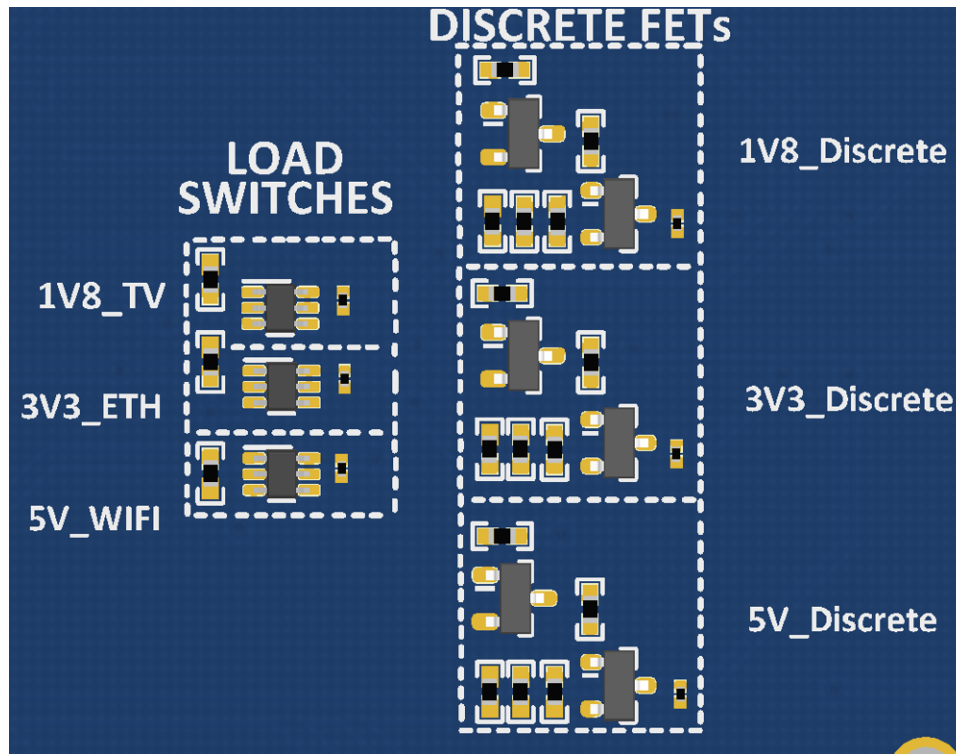 DISCRETE FETs
LOAD
SWITCHES
1V8_TV
3V3_ETH
5V_WIFI
1V8_Discrete
3V3_Discrete
5V_Discrete